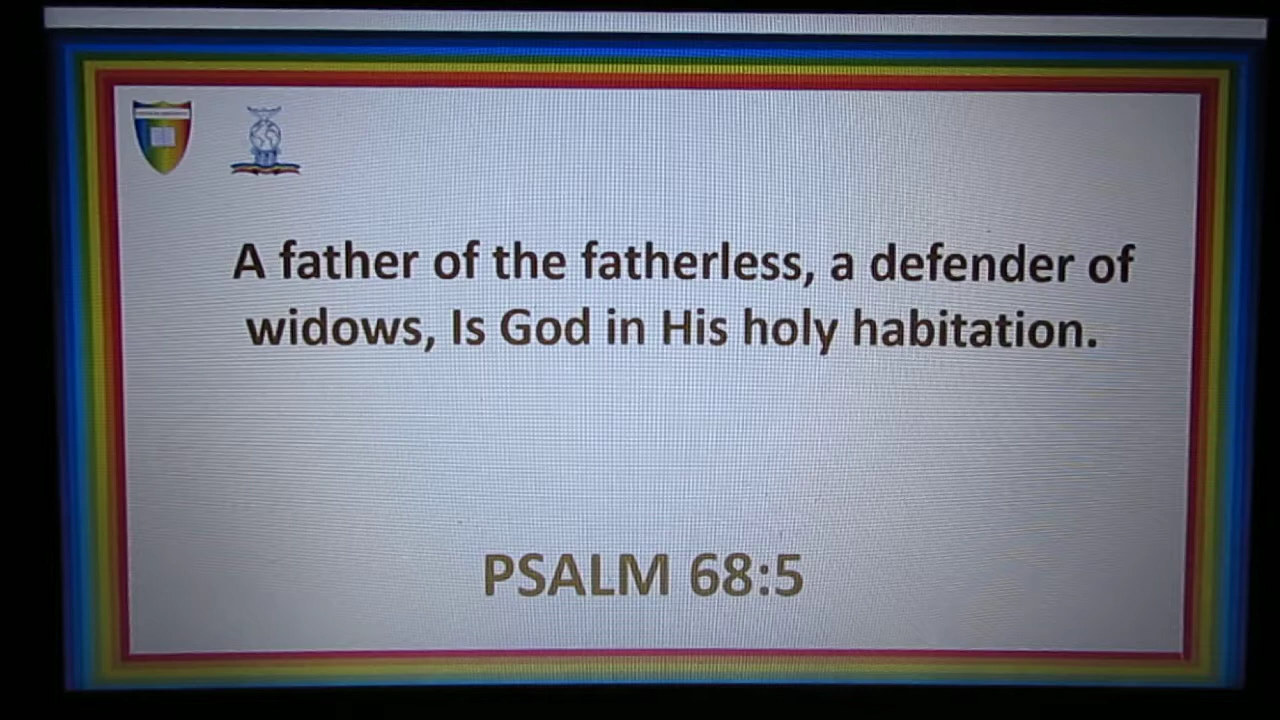 A father of the fatherless, a defender of
widows, Is God in His holy habitation.
PSALM 68:5